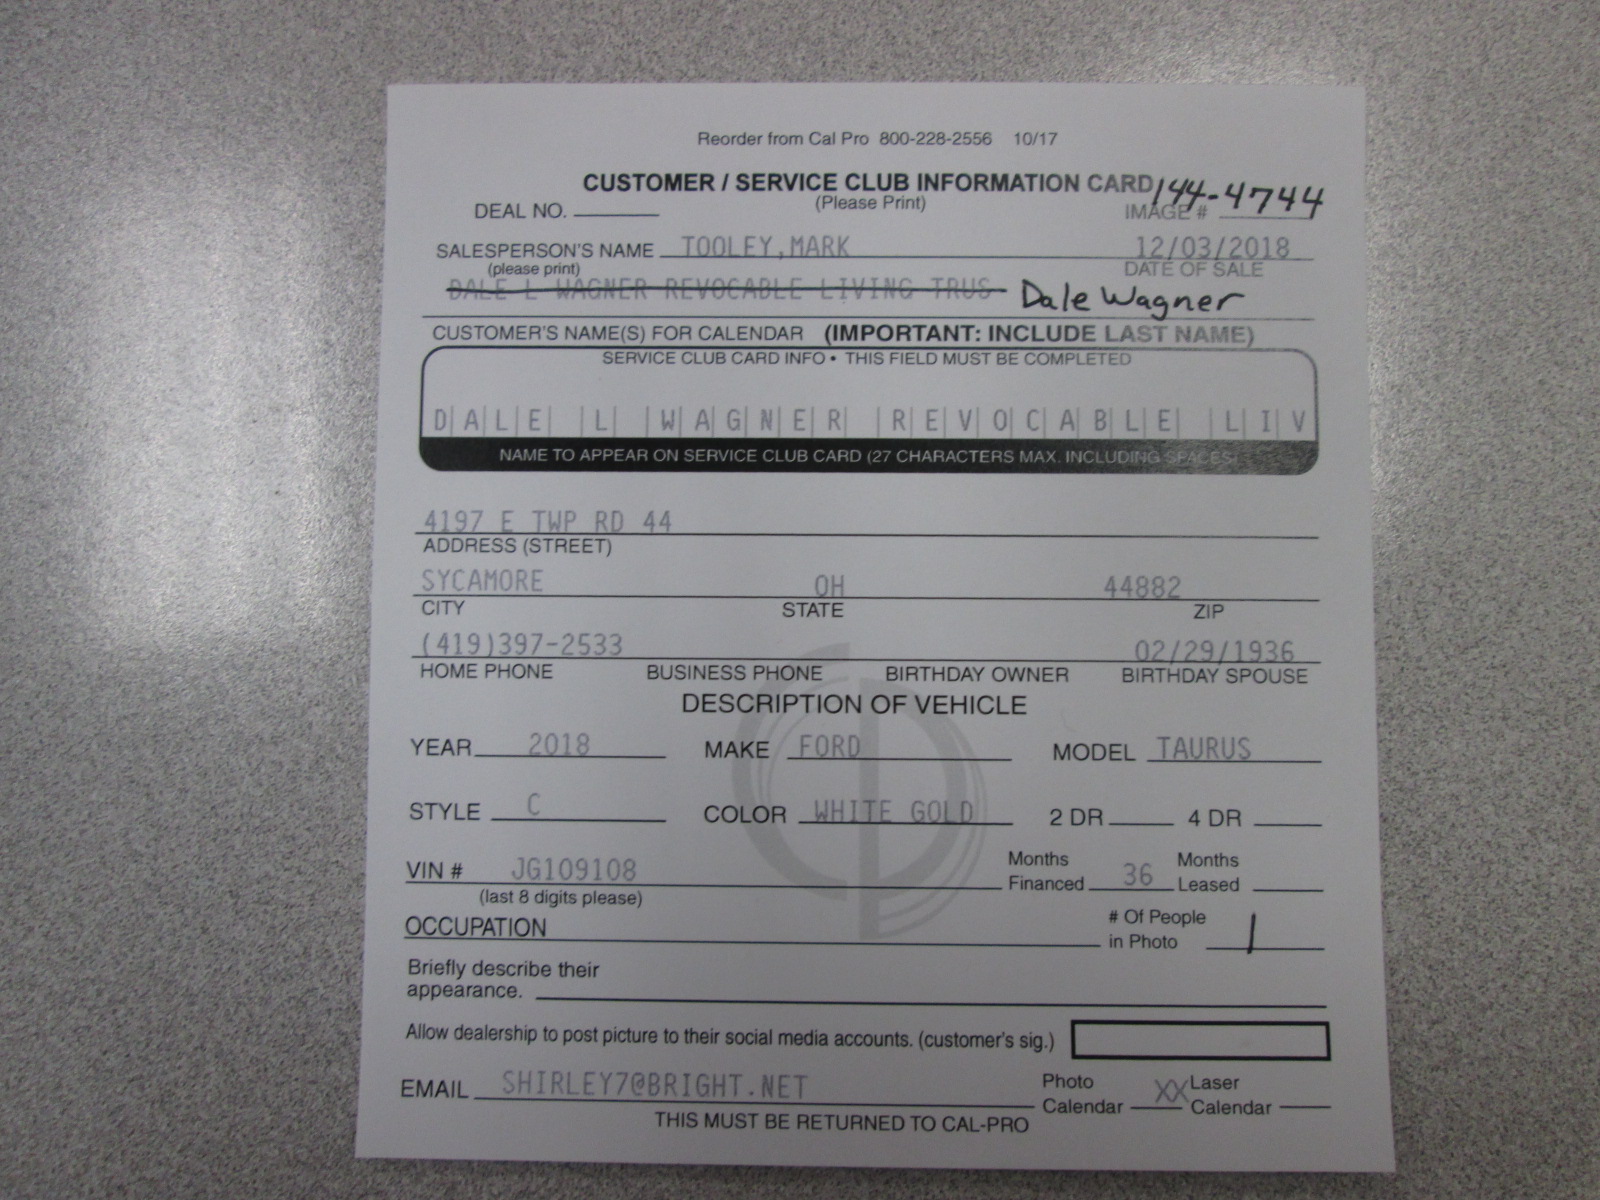 Reorder from Cal Pro 800-228-2556 10/17
CUSTOMER / SERVICE CLUB INFORMATION CARD 144-4744
DEAL NO. (Please Print) IMAGE #
SALESPERSON'S NAME TOOLEY,MARK 12/03/2018
(please print) DATE OF SALE
DALE L WAGNER REVOCABLE LIVING TRUS Dale Wagner
CUSTOMER'S NAME(S) FOR CALENDAR (IMPORTANT: INCLUDE LAST NAME)
SERVICE CLUB CARD INFO • THIS FIELD MUST BE COMPLETED
DALE L WAGNER REVOCABLE LIV
NAME TO APPEAR ON SERVICE CLUB CARD (27 CHARACTERS MAX. INCLUDING SPACES)
4197 E TWP RD 44
ADDRESS (STREET)
SYCAMORE OH 44882
CITY STATE ZIP
(419)397-2533 02/29/1936
HOME PHONE BUSINESS PHONE BIRTHDAY OWNER BIRTHDAY SPOUSE
DESCRIPTION OF VEHICLE
YEAR 2018 MAKE FORD MODEL TAURUS
STYLE C COLOR WHITE GOLD 2 DR 4 DR
VIN # JG109108 Months Financed 36 Months Leased
(last 8 digits please)
OCCUPATION # Of People in Photo 1
Briefly describe their
appearance.
Allow dealership to post picture to their social media accounts. (customer's sig.)
EMAIL SHIRLEY7@BRIGHT.NET Photo Calendar XX Laser Calendar
THIS MUST BE RETURNED TO CAL-PRO